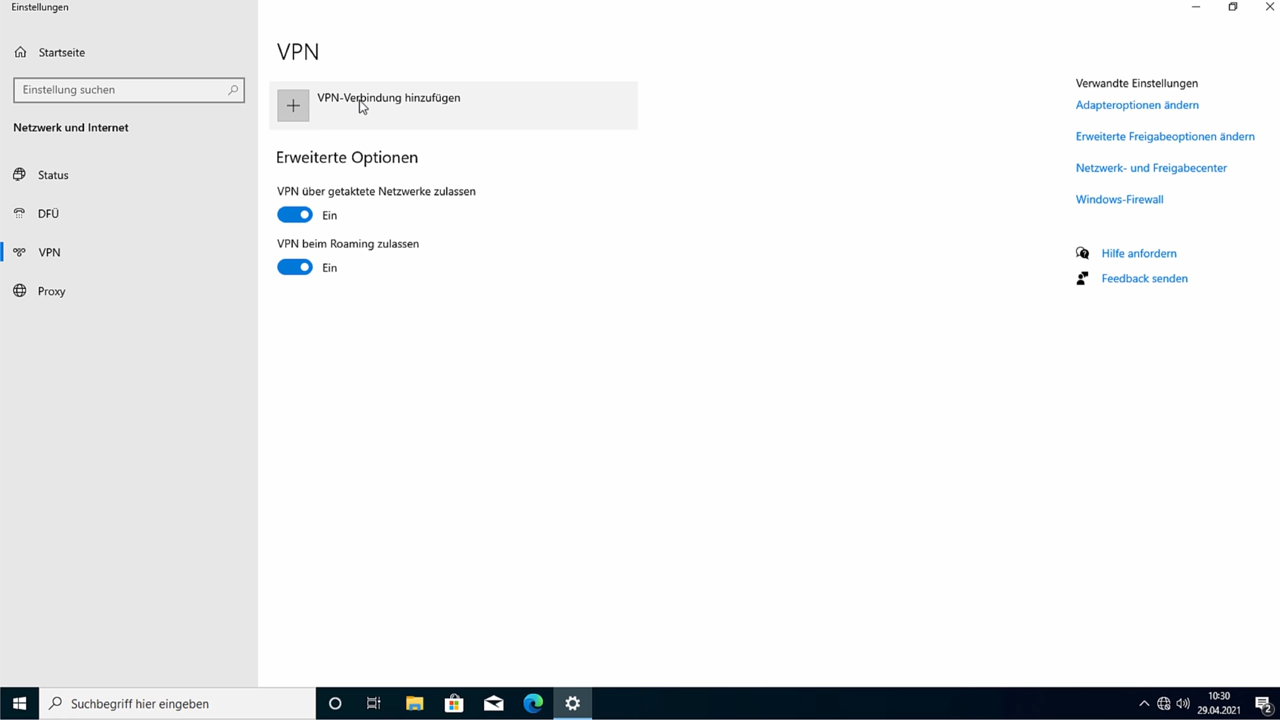 Einstellungen
Startseite
Einstellung suchen
Netzwerk und Internet
Status
DFÜ
VPN
Proxy
VPN
VPN-Verbindung hinzufügen
Erweiterte Optionen
VPN über getaktete Netzwerke zulassen
Ein
VPN beim Roaming zulassen
Ein
Verwandte Einstellungen
Adapteroptionen ändern
Erweiterte Freigabeoptionen ändern
Netzwerk- und Freigabecenter
Windows-Firewall
Hilfe anfordern
Feedback senden
Suchbegriff hier eingeben
10:30
29.04.2021
2